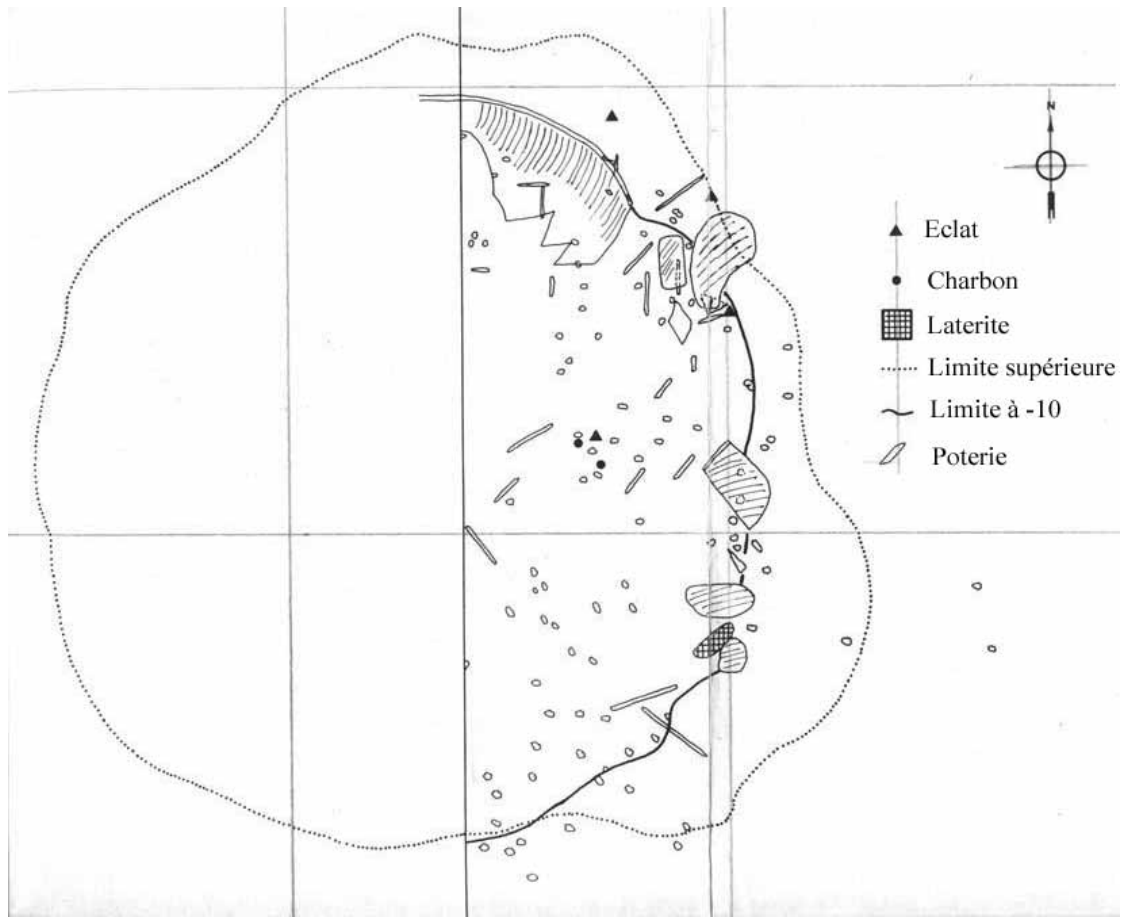 N
Eclat
Charbon
Laterite
Limite supérieure
Limite à -10
Poterie